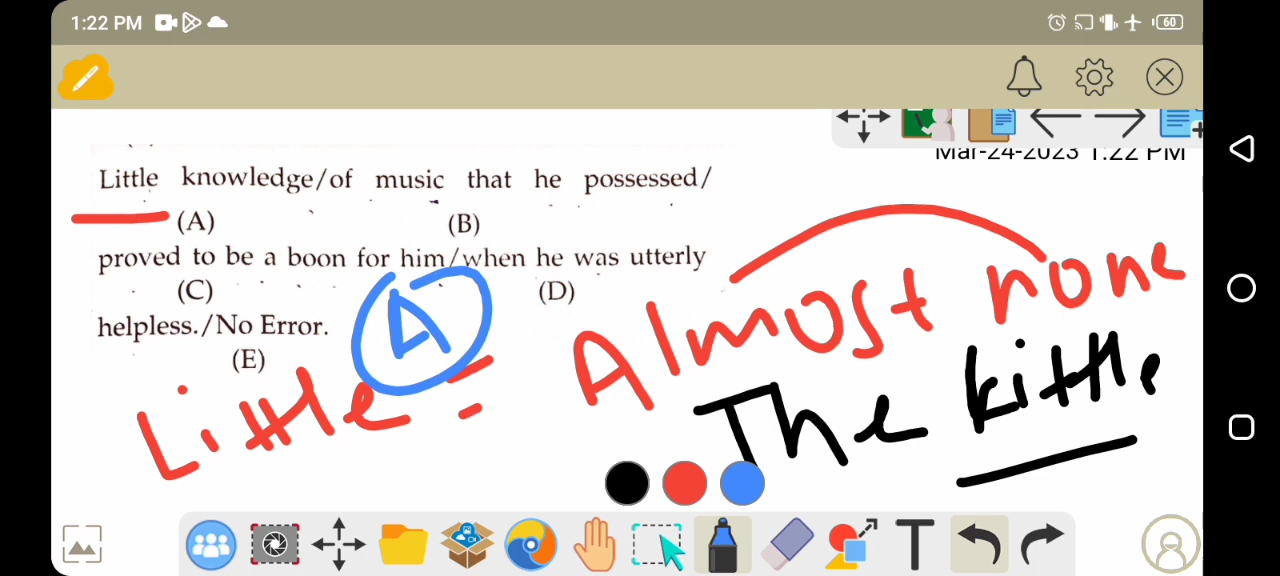 1:22 PM
60
Mar-24-2023 1:22 PM
Little knowledge/of music that he possessed/
(A) (B)
proved to be a boon for him/when he was utterly
(C) (D)
helpless./No Error.
(E)
A
Little = Almost none
The Little
T